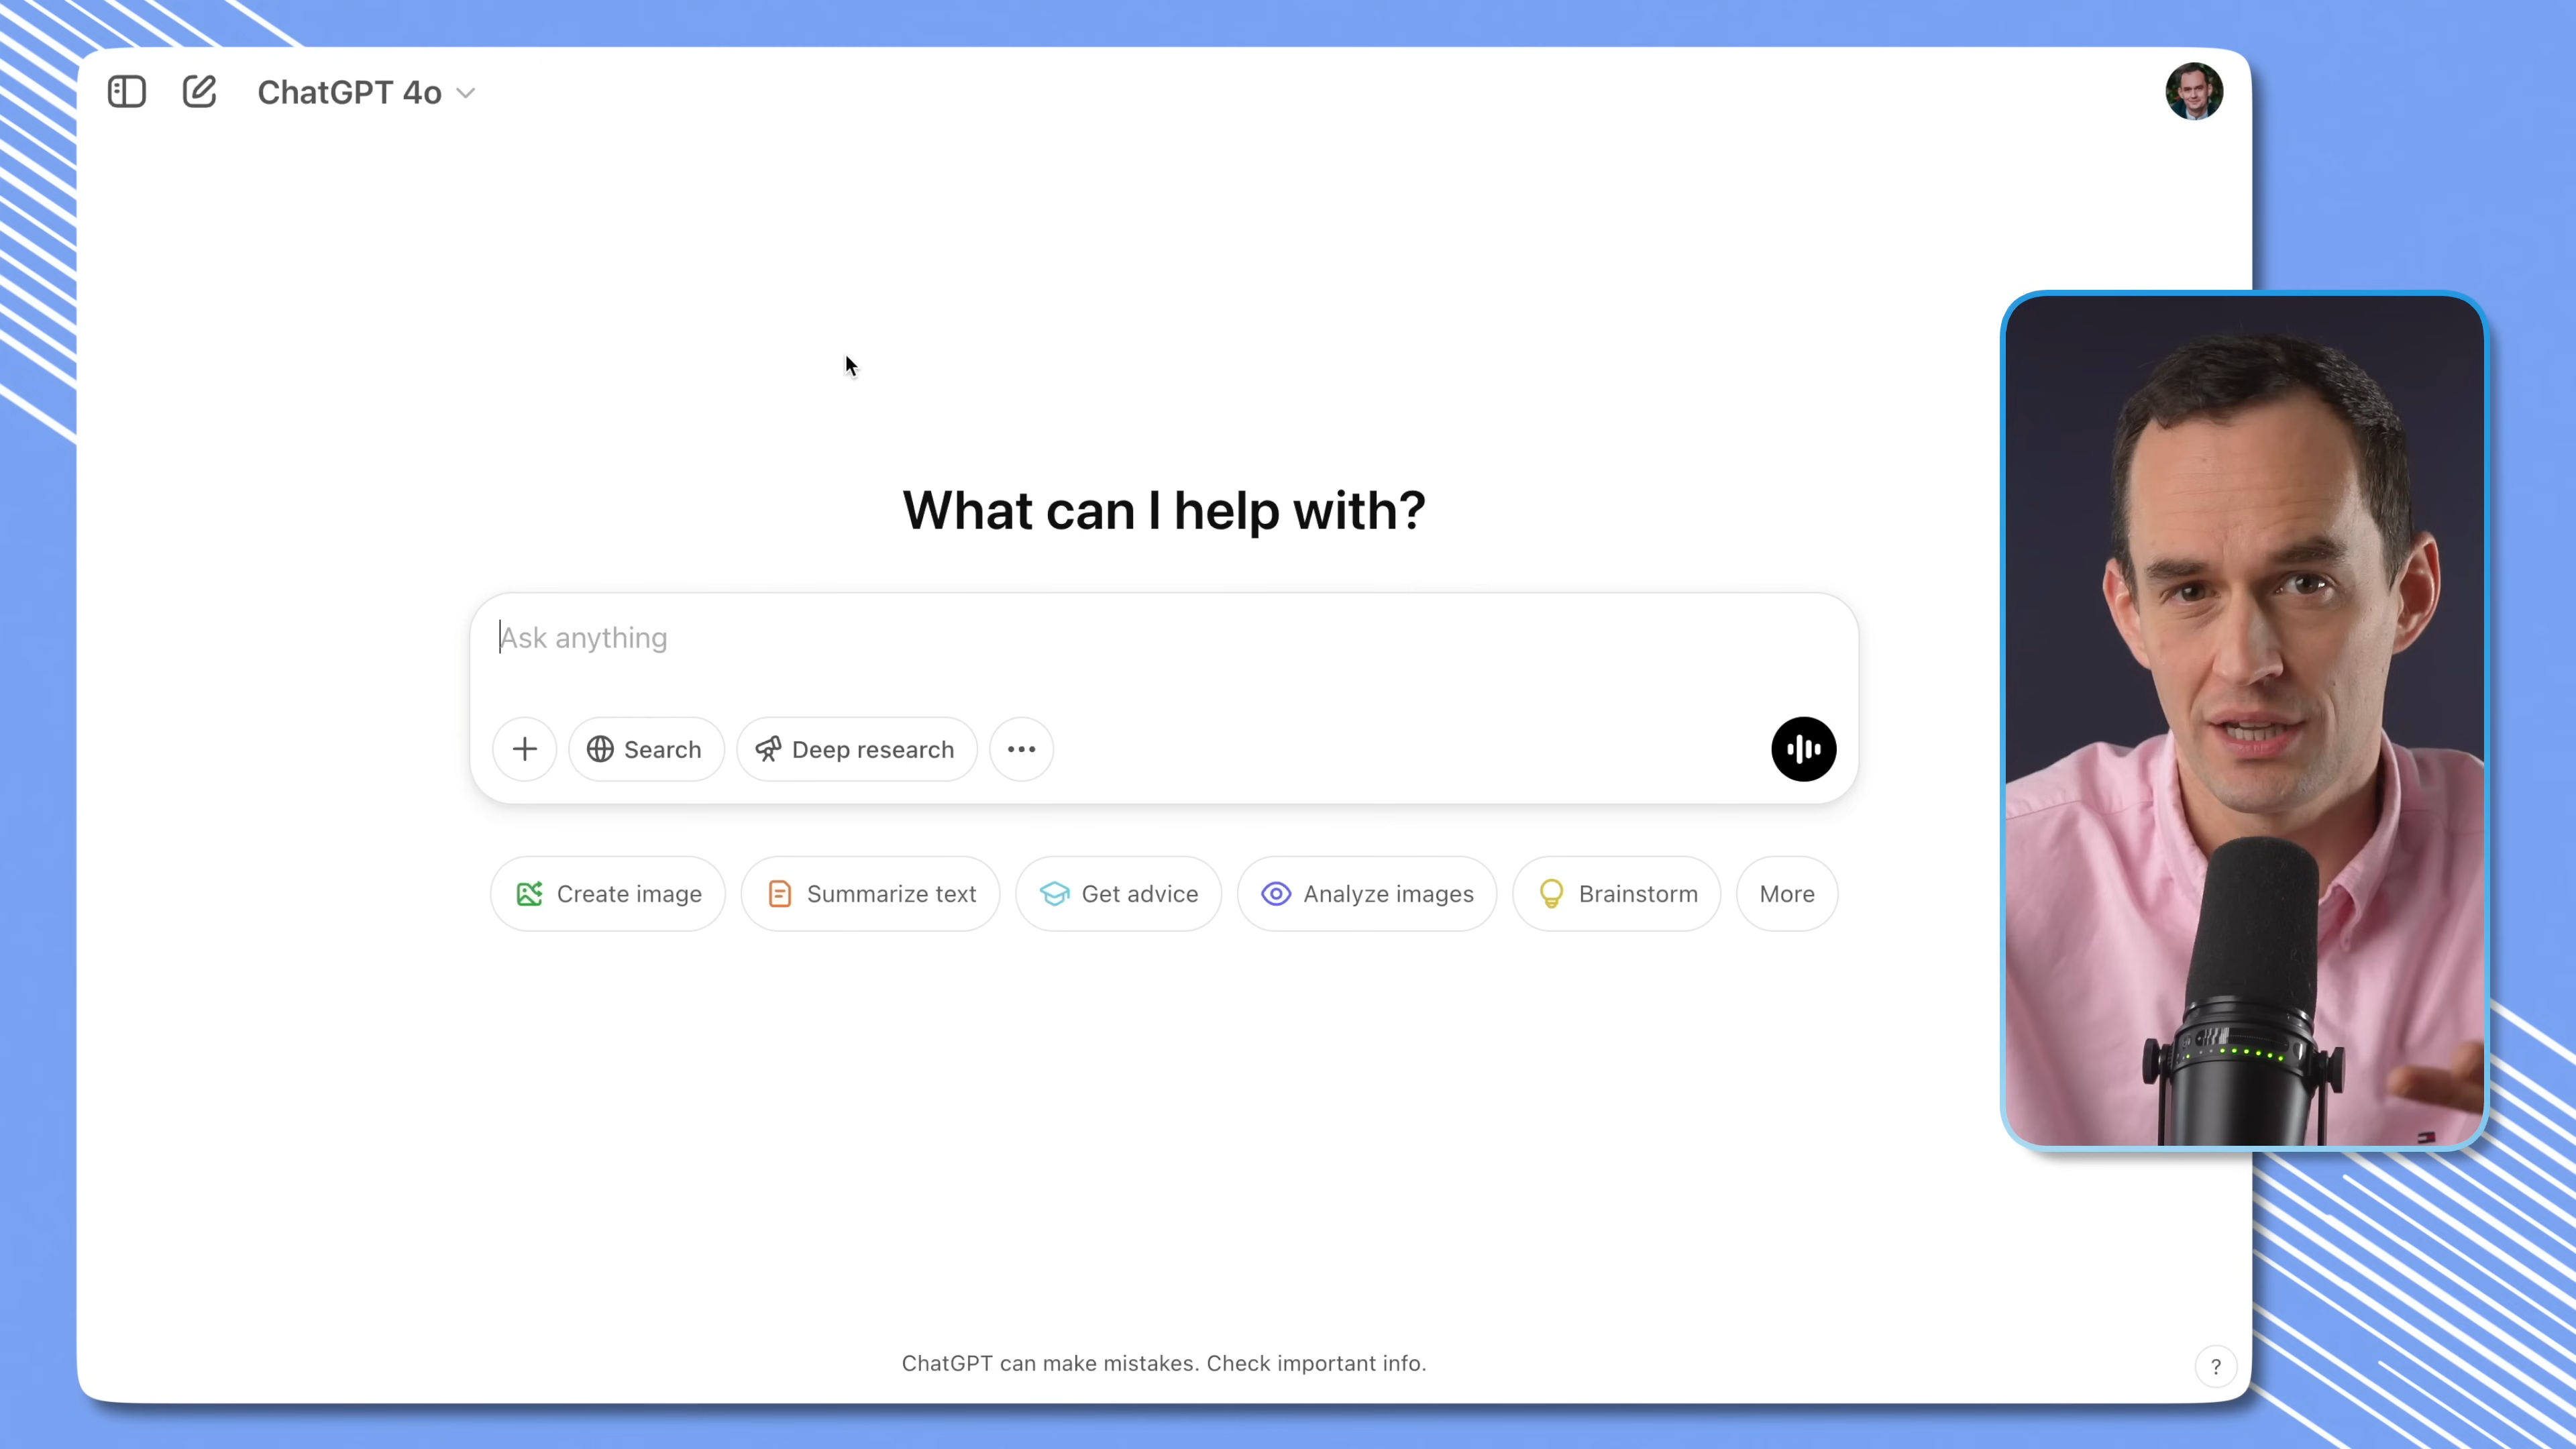 ChatGPT 4o
What can I help with?
Ask anything
Search
Deep research
Create image
Summarize text
Get advice
Analyze images
Brainstorm
More
ChatGPT can make mistakes. Check important info.
?